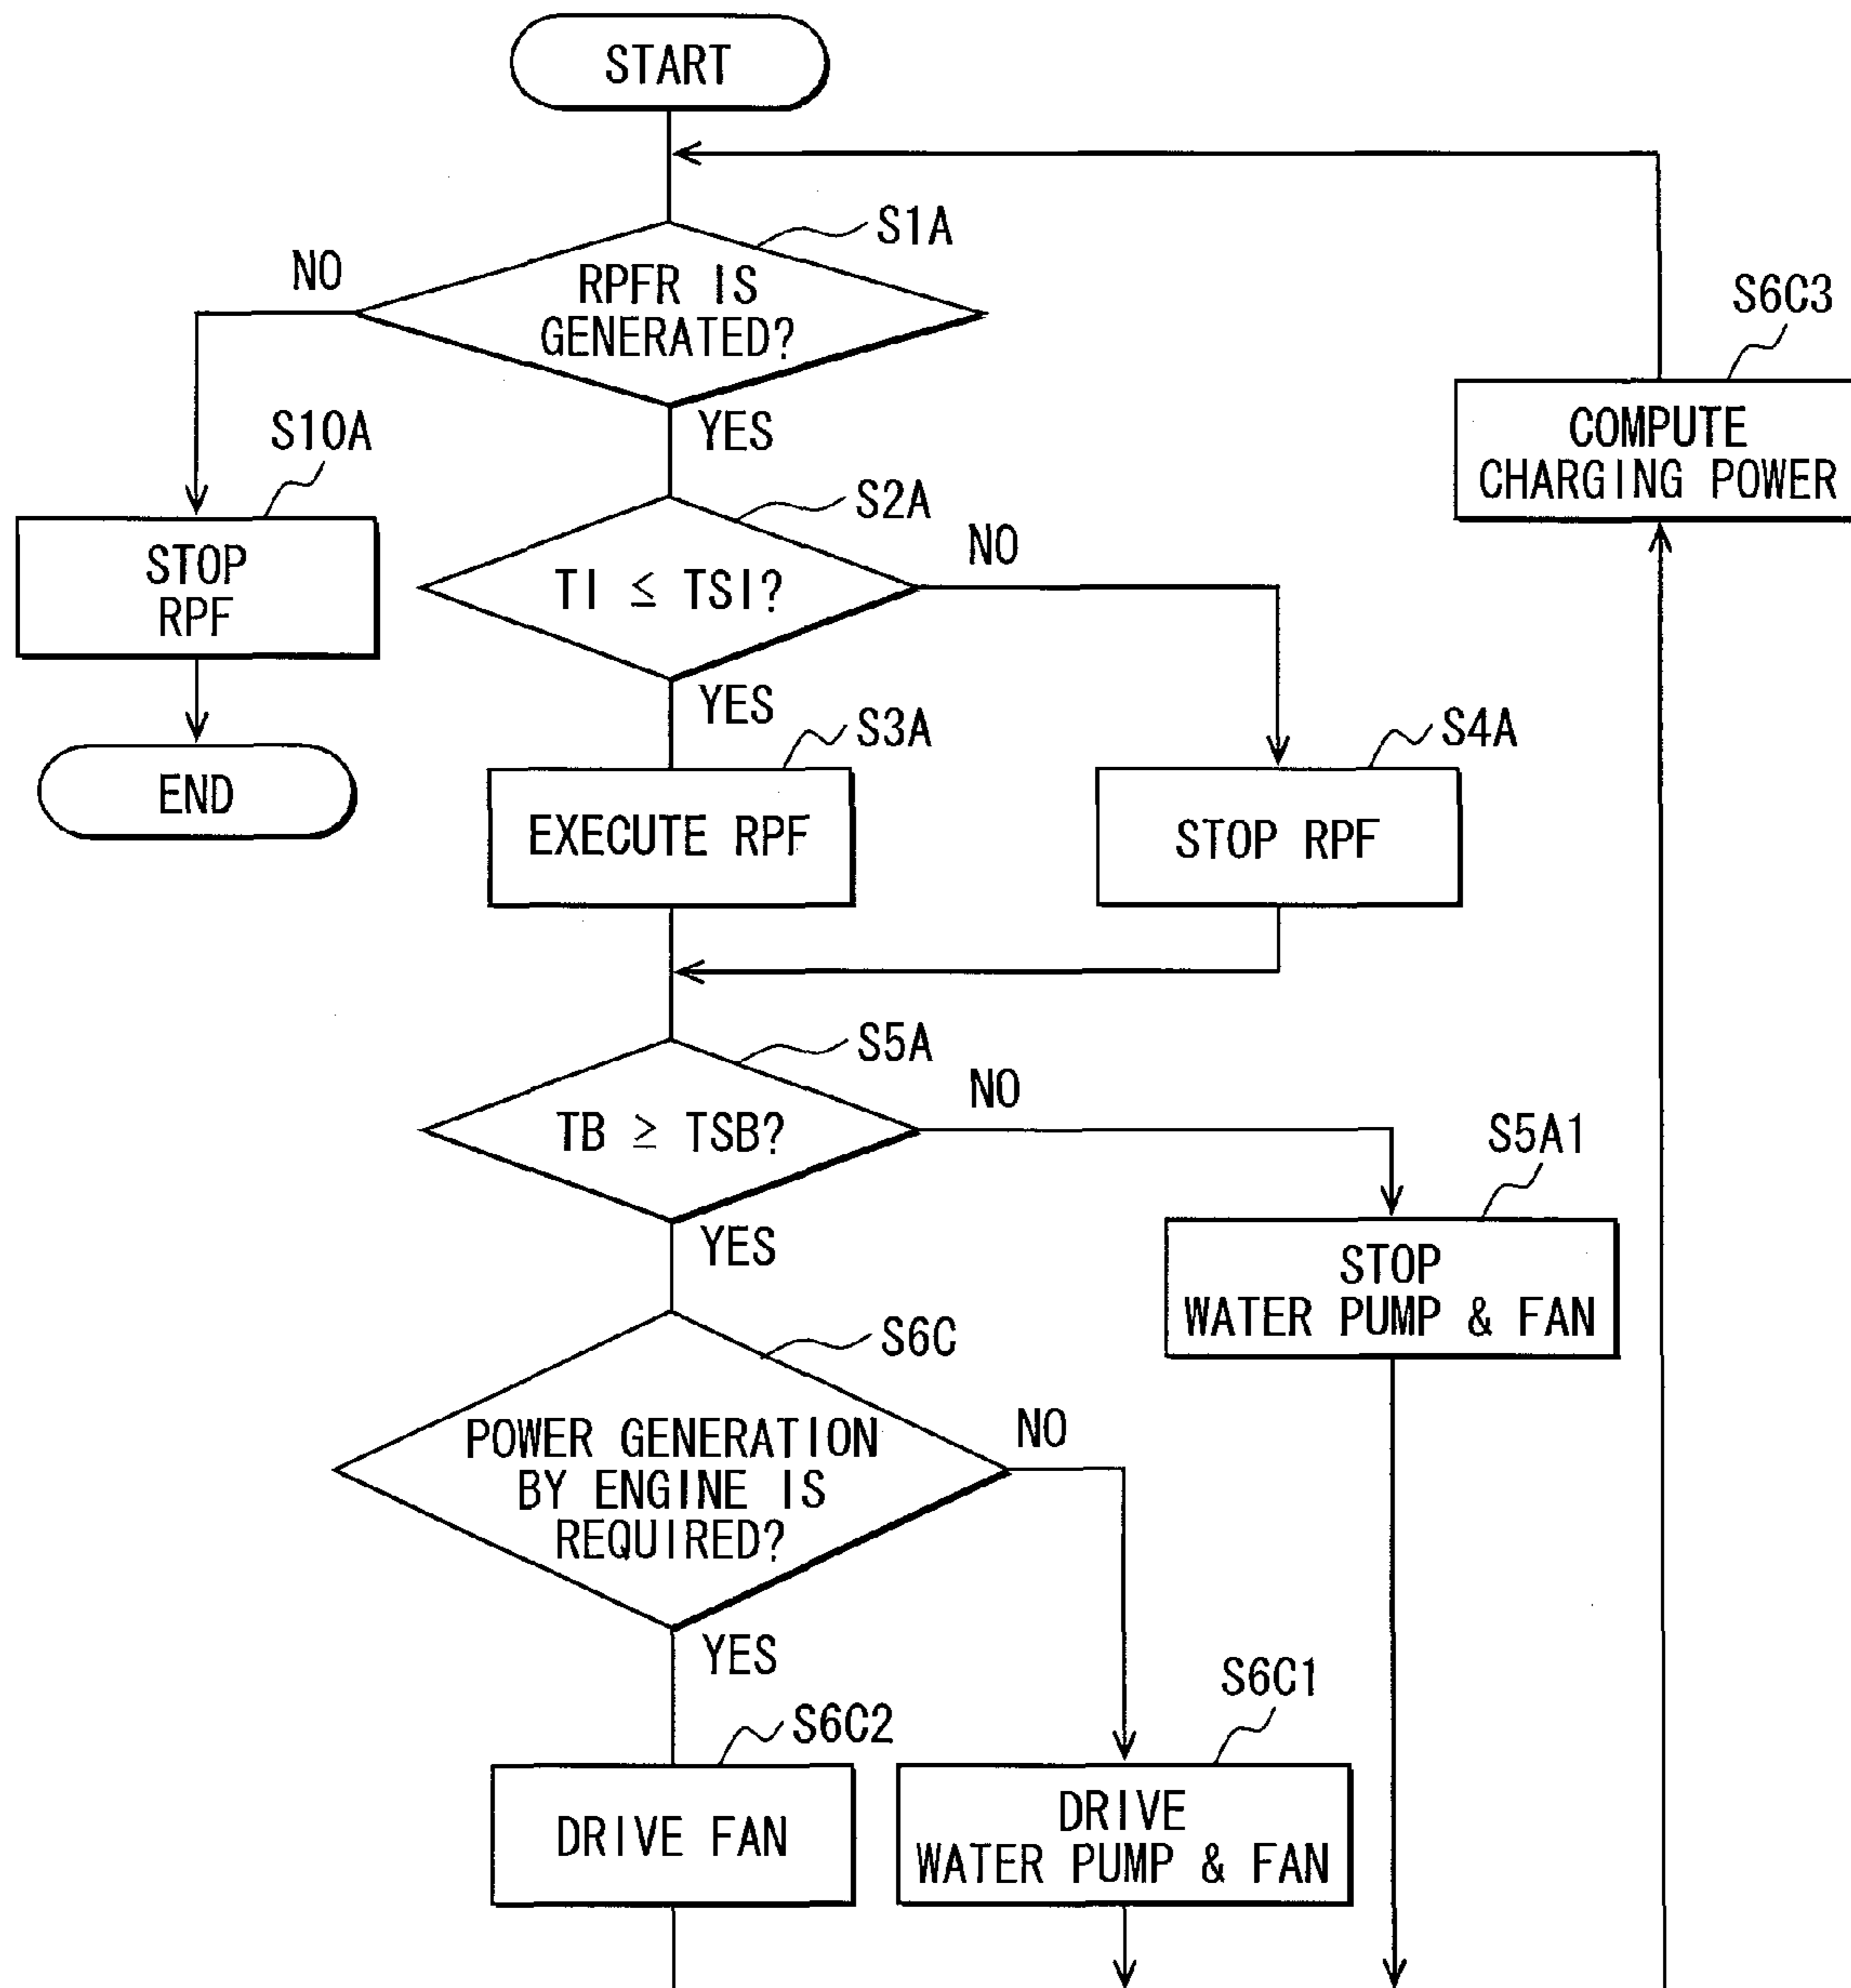 START
S1A
NO
RPFR IS
GENERATED?
S6C3
YES
COMPUTE
CHARGING POWER
S10A
S2A
NO
STOP
RPF
TI ≤ TSI?
YES
S3A
S4A
END
EXECUTE RPF
STOP RPF
S5A
NO
TB ≥ TSB?
S5A1
YES
STOP
WATER PUMP & FAN
S6C
NO
POWER GENERATION
BY ENGINE IS
REQUIRED?
YES
S6C1
S6C2
DRIVE FAN
DRIVE
WATER PUMP & FAN